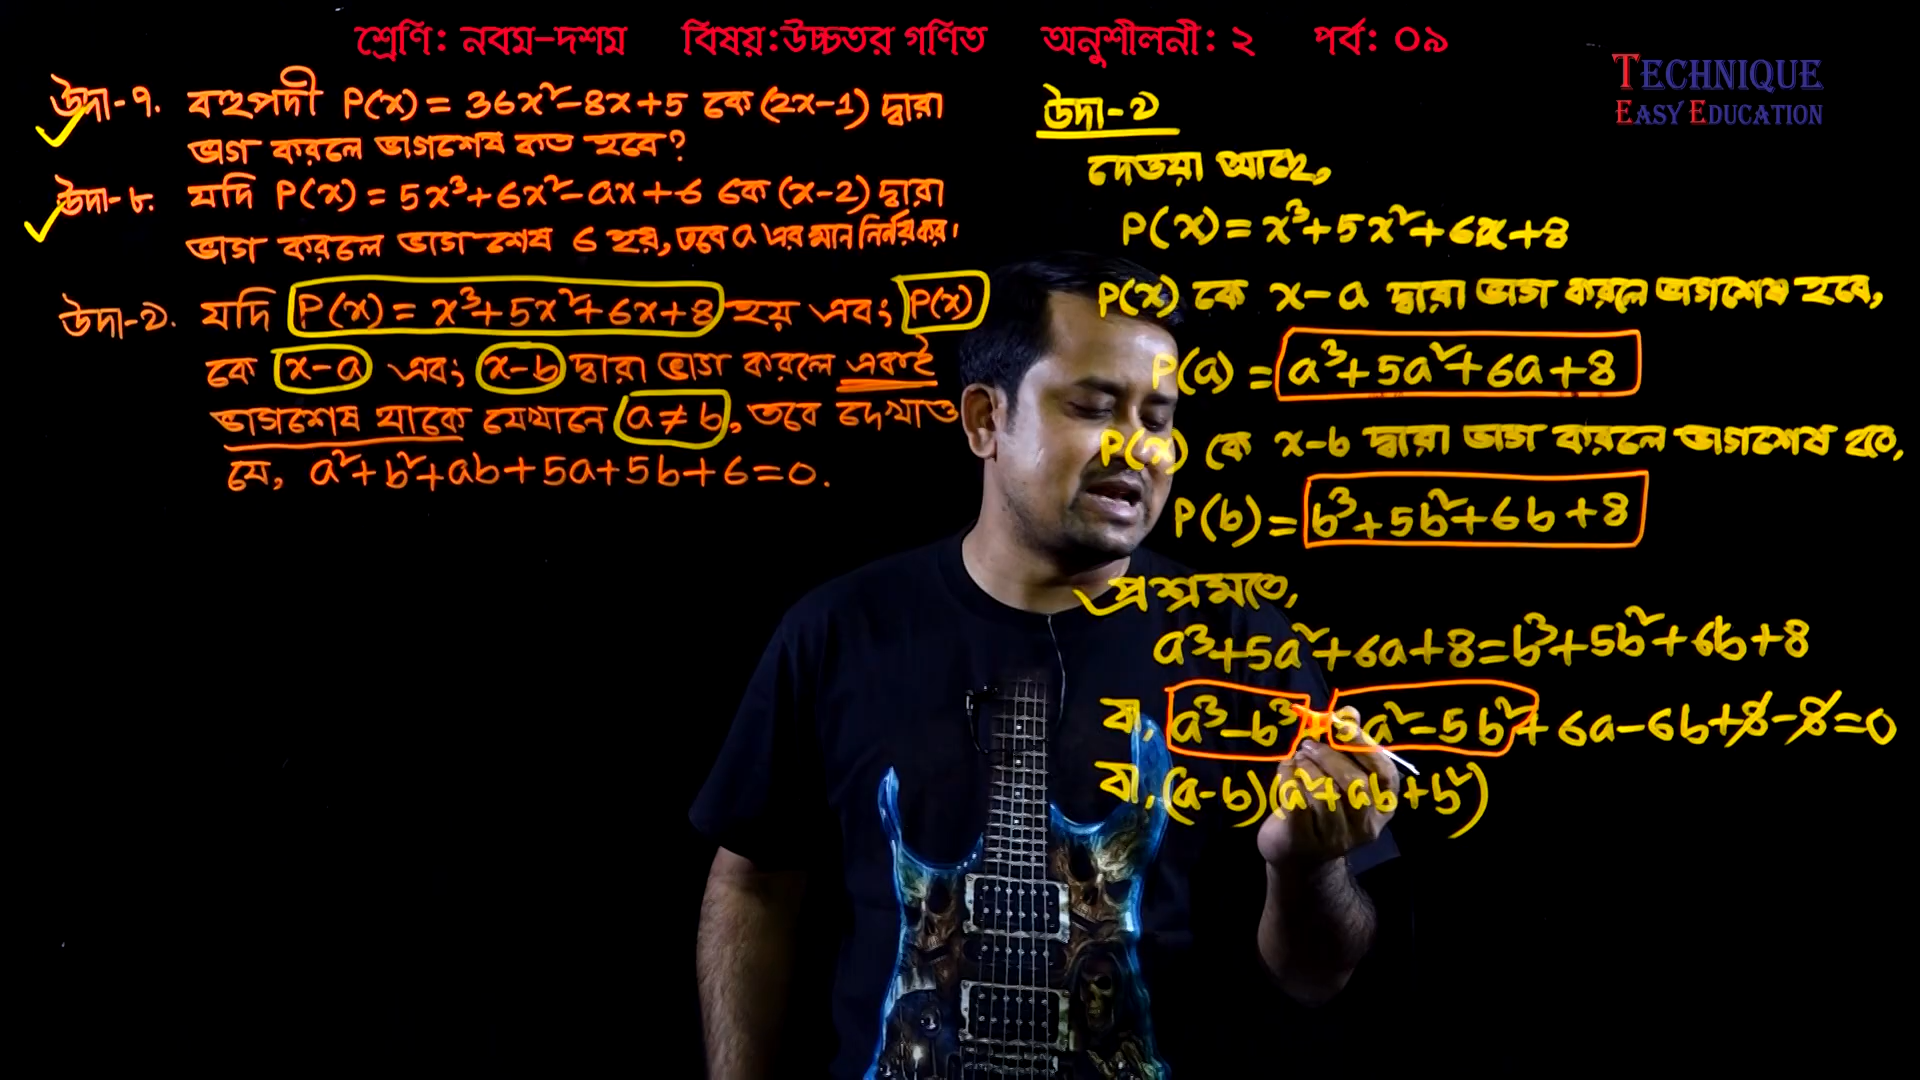 শ্রেণি: নবম-দশম বিষয়:উচ্চতর গণিত অনুশীলনী: ২ পর্ব: ০৯
TECHNIQUE
EASY EDUCATION
উদা-৭. বহুপদী P(x) = 36x²-8x+5 কে (2x-1) দ্বারা
ভাগ করলে ভাগশেষ কত হবে?
উদা-৮. যদি P(x) = 5x³+6x²-ax+6 কে (x-2) দ্বারা
ভাগ করলে ভাগশেষ 6 হয়, তবে a এর মান নির্নয় কর।
উদা-৯. যদি P(x) = x³+5x²+6x+8 হয় এবং P(x)
কে x-a এবং x-b দ্বারা ভাগ করলে একই
ভাগশেষ থাকে যেখানে a≠b, তবে দেখাও
যে, a²+b²+ab+5a+5b+6=0.
উদা-৯
দেওয়া আছে,
P(x) = x³+5x²+6x+8
P(x) কে x-a দ্বারা ভাগ করলে ভাগশেষ হবে,
P(a) = a³+5a²+6a+8
P(x) কে x-b দ্বারা ভাগ করলে ভাগশেষ হবে,
P(b) = b³+5b²+6b+8
প্রশ্নমতে,
a³+5a²+6a+8=b³+5b²+6b+8
বা, a³-b³+5a²-5b²+6a-6b+8-8=0
বা, (a-b)(a²+ab+b²)